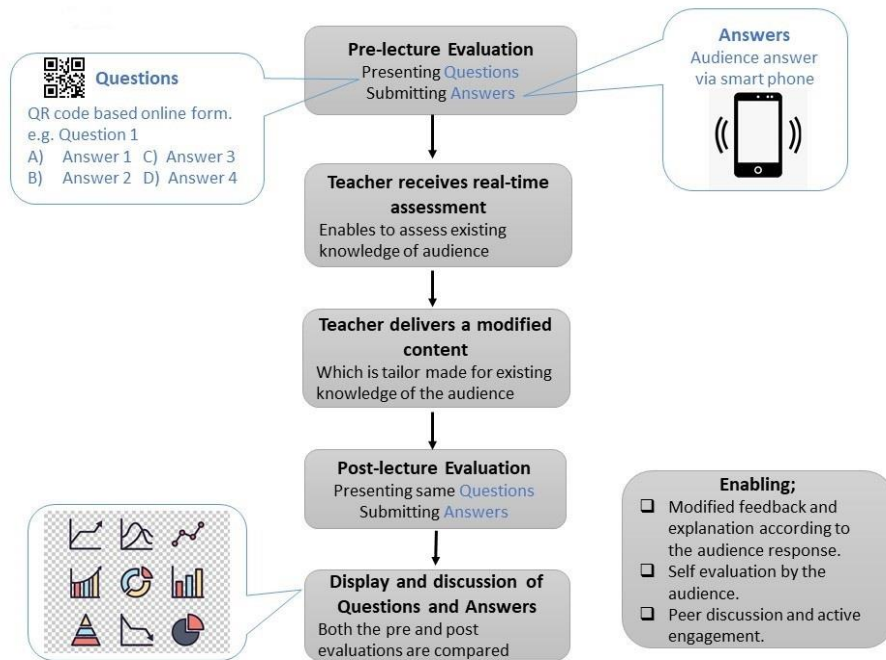 Pre-lecture Evaluation
Presenting Questions
Submitting Answers
Questions
QR code based online form.
e.g. Question 1
A) Answer 1 C) Answer 3
B) Answer 2 D) Answer 4
Answers
Audience answer
via smart phone
Teacher receives real-time
assessment
Enables to assess existing
knowledge of audience
Teacher delivers a modified
content
Which is tailor made for existing
knowledge of the audience
Post-lecture Evaluation
Presenting same Questions
Submitting Answers
Display and discussion of
Questions and Answers
Both the pre and post
evaluations are compared
Enabling;
Modified feedback and
explanation according to
the audience response.
Self evaluation by the
audience.
Peer discussion and active
engagement.